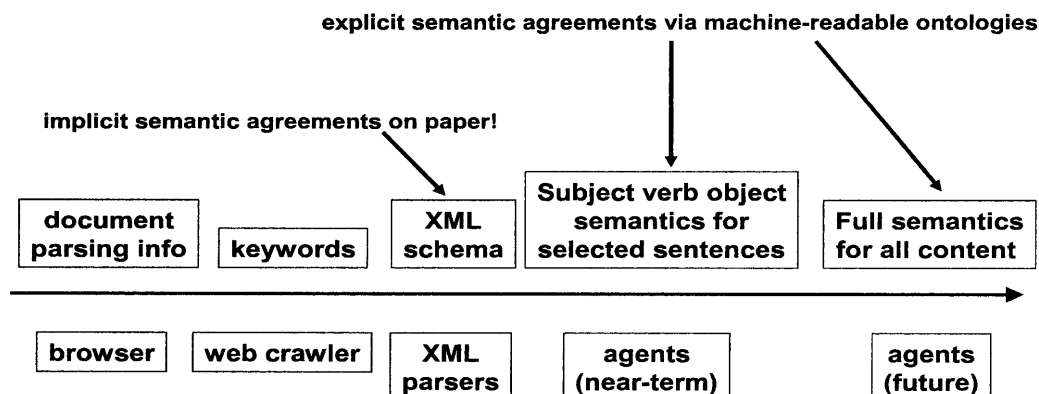 explicit semantic agreements via machine-readable ontologies
implicit semantic agreements on paper!
document
parsing info
keywords
XML
schema
Subject verb object
semantics for
selected sentences
Full semantics
for all content
browser
web crawler
XML
parsers
agents
(near-term)
agents
(future)